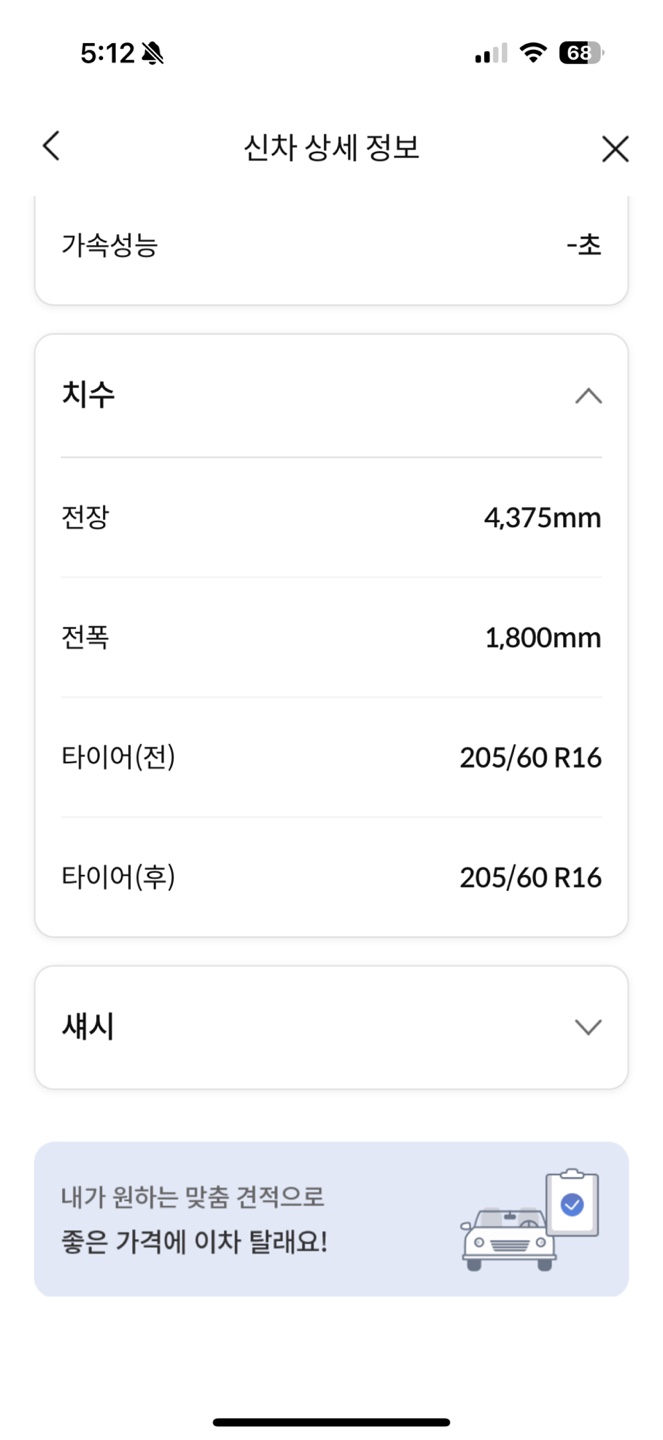 5:12
68
신차 상세 정보
가속성능 -초
치수
전장 4,375mm
전폭 1,800mm
타이어(전) 205/60 R16
타이어(후) 205/60 R16
섀시
내가 원하는 맞춤 견적으로
좋은 가격에 이차 탈래요!